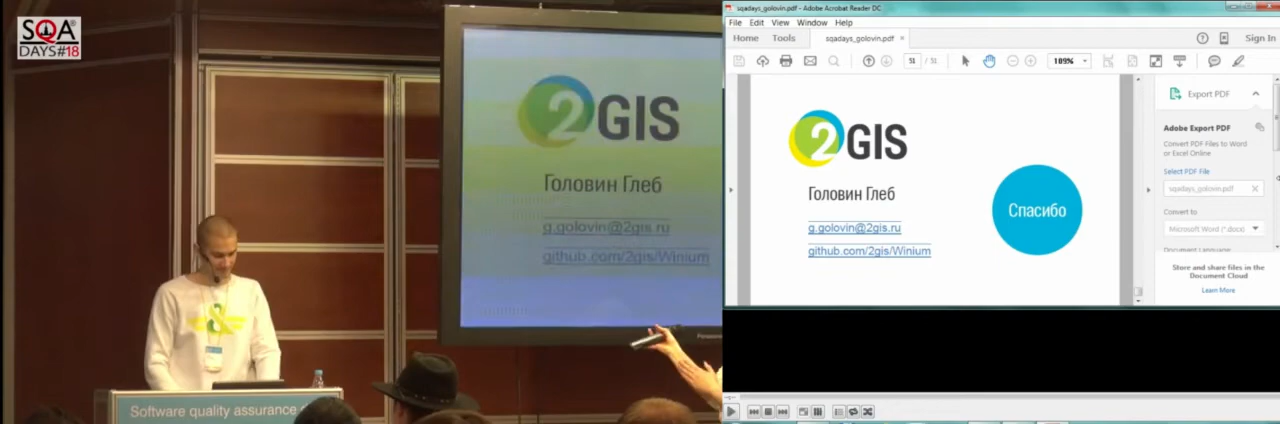 SQA®
DAYS#18
2GIS
Головин Глеб
g.golovin@2gis.ru
github.com/2gis/Winium
Software quality assurance
sqadays_golovin.pdf - Adobe Acrobat Reader DC
File Edit View Window Help
Home Tools sqadays_golovin.pdf × Sign In
51 / 51 109%
2GIS
Головин Глеб
g.golovin@2gis.ru
github.com/2gis/Winium
Спасибо
Export PDF
Adobe Export PDF
Convert PDF Files to Word
or Excel Online
Select PDF File
sqadays_golovin.pdf
Convert to
Microsoft Word (*.docx)
Document Language:
Store and share files in the
Document Cloud
Learn More